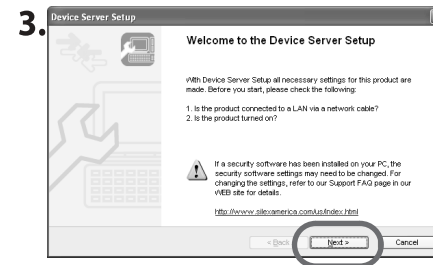 3.
Device Server Setup
Welcome to the Device Server Setup
With Device Server Setup all necessary settings for this product are
made. Before you start, please check the following:
1. Is the product connected to a LAN via a network cable?
2. Is the product turned on?
If a security software has been installed on your PC, the
security software settings may need to be changed. For
changing the settings, refer to our Support FAQ page in our
WEB site for details.
http://www.silexamerica.com/us/index.html
< Back Next > Cancel